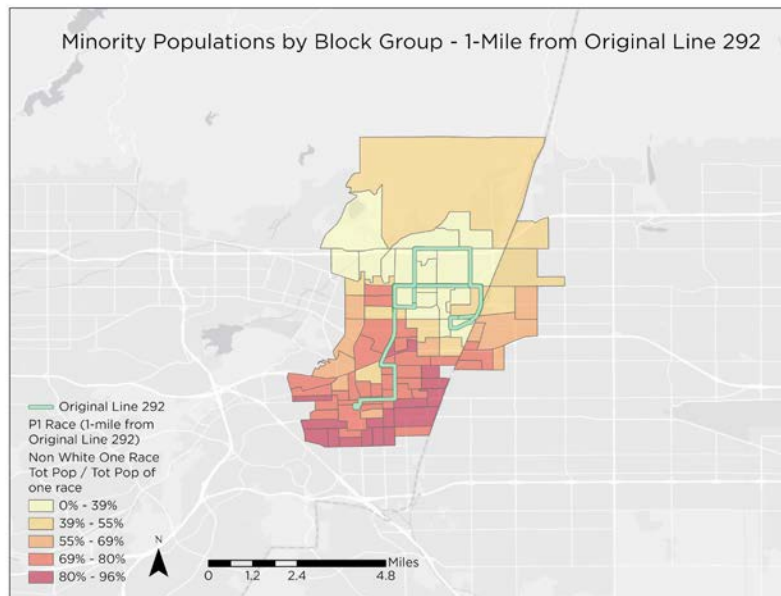 Minority Populations by Block Group - 1-Mile from Original Line 292
Original Line 292
P1 Race (1-mile from
Original Line 292)
Non White One Race
Tot Pop / Tot Pop of
one race
0% - 39%
39% - 55%
55% - 69%
69% - 80%
80% - 96%
N
Miles
0 1.2 2.4 4.8